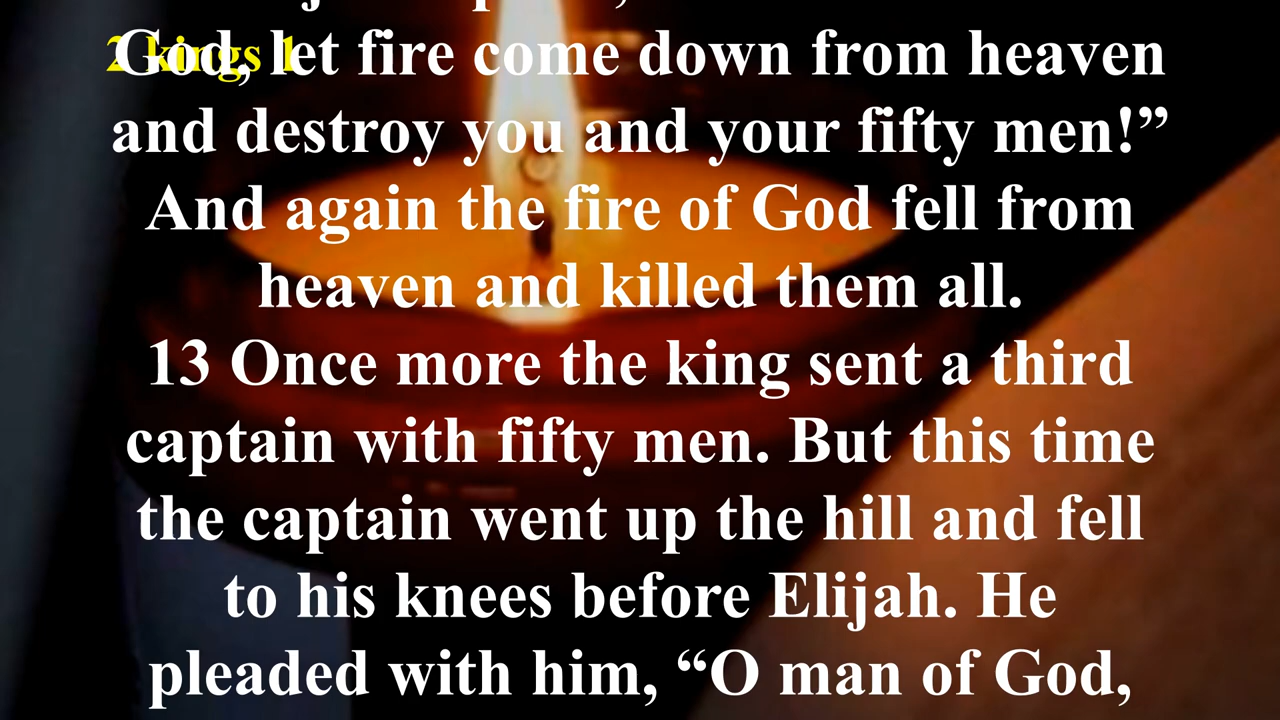 2 kings 1
God, let fire come down from heaven
and destroy you and your fifty men!”
And again the fire of God fell from
heaven and killed them all.
13 Once more the king sent a third
captain with fifty men. But this time
the captain went up the hill and fell
to his knees before Elijah. He
pleaded with him, “O man of God,